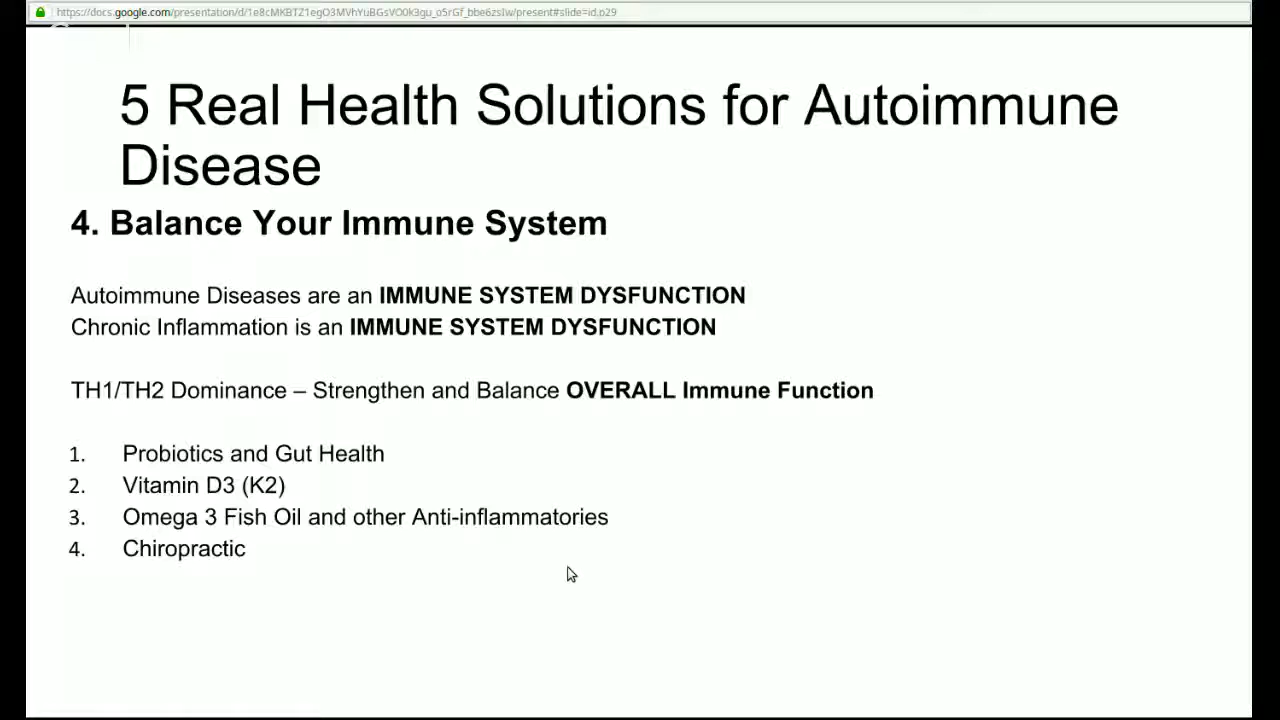 5 Real Health Solutions for Autoimmune
Disease
4. Balance Your Immune System
Autoimmune Diseases are an IMMUNE SYSTEM DYSFUNCTION
Chronic Inflammation is an IMMUNE SYSTEM DYSFUNCTION
TH1/TH2 Dominance – Strengthen and Balance OVERALL Immune Function
1. Probiotics and Gut Health
2. Vitamin D3 (K2)
3. Omega 3 Fish Oil and other Anti-inflammatories
4. Chiropractic